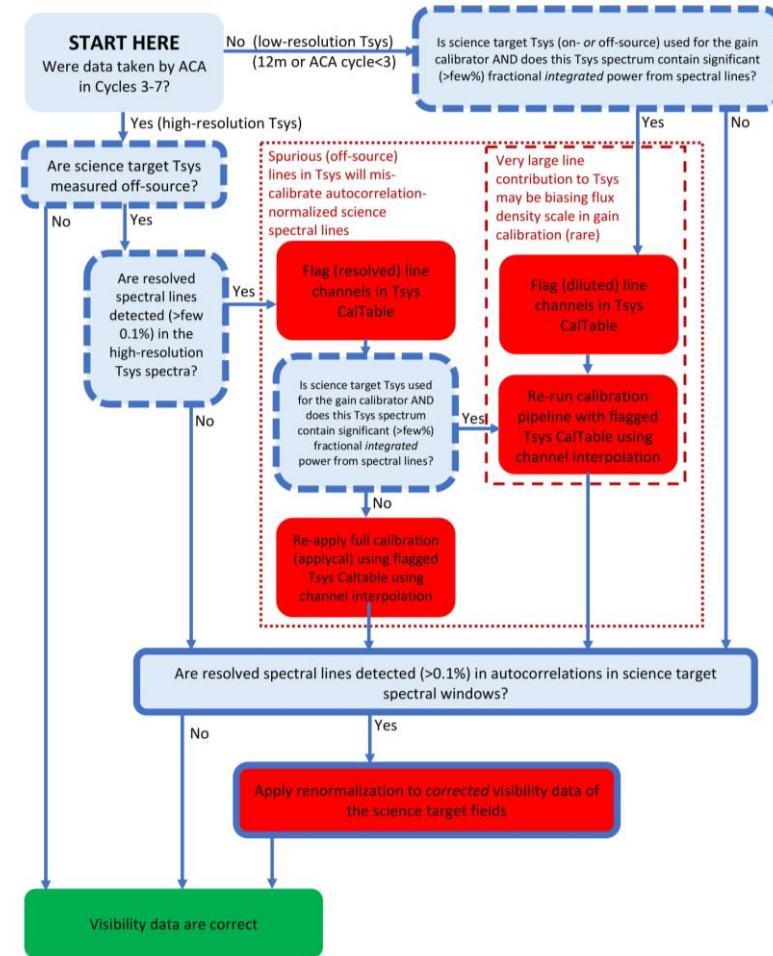 START HERE
Were data taken by ACA
in Cycles 3-7?
No (low-resolution Tsys)
(12m or ACA cycle<3)
Is science target Tsys (on- or off-source) used for the gain
calibrator AND does this Tsys spectrum contain significant
(>few%) fractional integrated power from spectral lines?
Yes (high-resolution Tsys)
Yes
No
Are science target Tsys
measured off-source?
No
Yes
Spurious (off-source)
lines in Tsys will mis-
calibrate autocorrelation-
normalized science
spectral lines
Very large line
contribution to Tsys
may be biasing flux
density scale in gain
calibration (rare)
Are resolved
spectral lines
detected (>few
0.1%) in the
high-resolution
Tsys spectra?
Yes
No
Flag (resolved) line
channels in Tsys
CalTable
Flag (diluted) line
channels in Tsys
CalTable
Is science target Tsys used
for the gain calibrator AND
does this Tsys spectrum
contain significant (>few%)
fractional integrated
power from spectral lines?
Yes
No
Re-run calibration
pipeline with flagged
Tsys CalTable using
channel interpolation
Re-apply full calibration
(applycal) using flagged
Tsys Caltable using
channel interpolation
Are resolved spectral lines detected (>0.1%) in autocorrelations in science target
spectral windows?
No
Yes
Apply renormalization to corrected visibility data of
the science target fields
Visibility data are correct